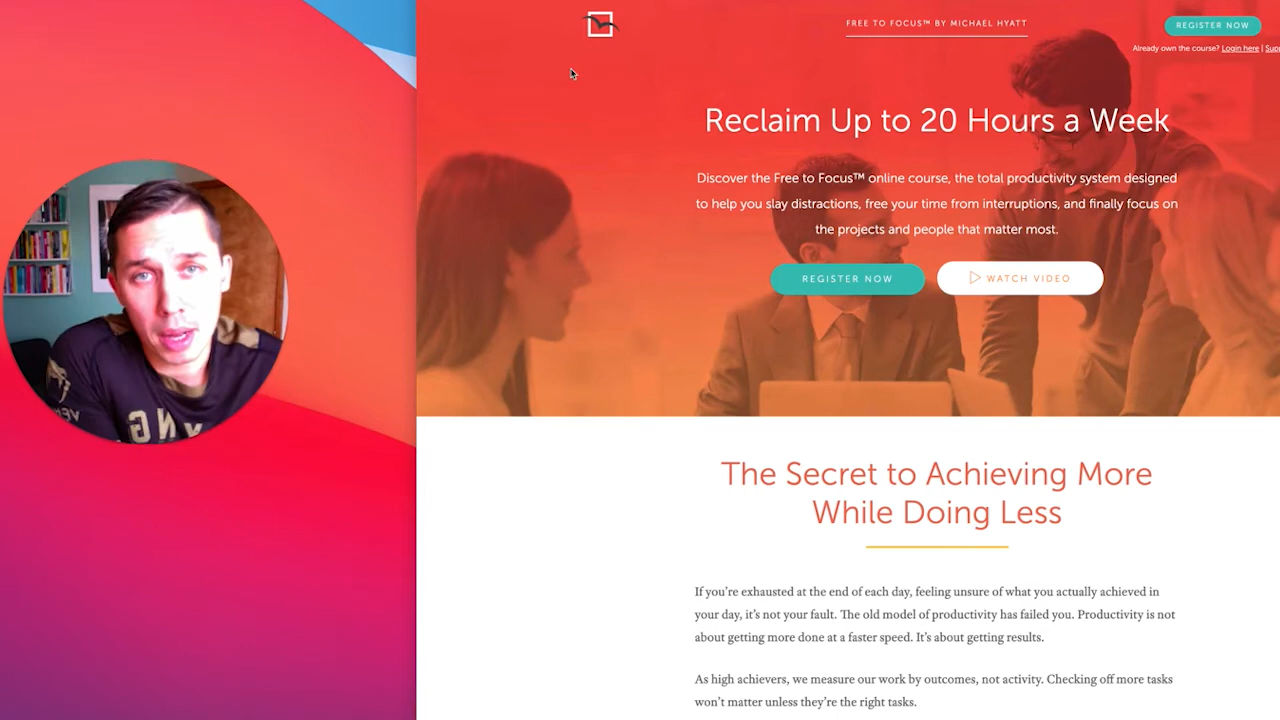 FREE TO FOCUS™ BY MICHAEL HYATT
REGISTER NOW
Already own the course? Login here |
Reclaim Up to 20 Hours a Week
Discover the Free to Focus™ online course, the total productivity system designed
to help you slay distractions, free your time from interruptions, and finally focus on
the projects and people that matter most.
REGISTER NOW
WATCH VIDEO
The Secret to Achieving More
While Doing Less
If you're exhausted at the end of each day, feeling unsure of what you actually achieved in
your day, it's not your fault. The old model of productivity has failed you. Productivity is not
about getting more done at a faster speed. It's about getting results.
As high achievers, we measure our work by outcomes, not activity. Checking off more tasks
won't matter unless they're the right tasks.